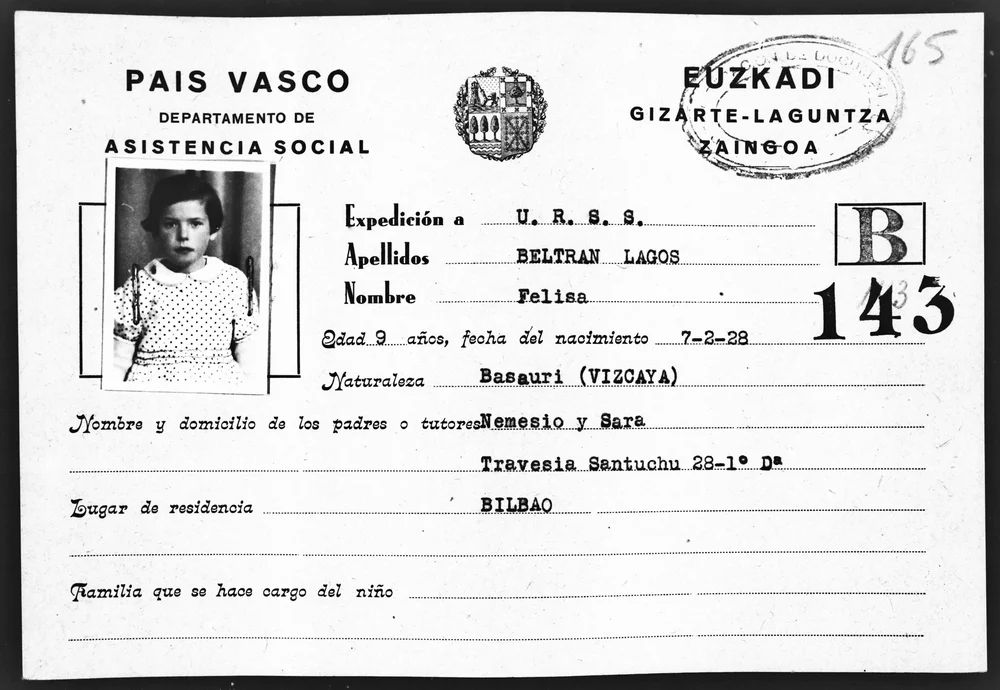 165
PAIS VASCO
DEPARTAMENTO DE
ASISTENCIA SOCIAL
EUZKADI
GIZARTE-LAGUNTZA
ZAINGOA
Expedición a U. R. S. S.
B
Apellidos BELTRAN LAGOS
Nombre Felisa
143
Edad 9 años, fecha del nacimiento 7-2-28
Naturaleza Basauri (VIZCAYA)
Nombre y domicilio de los padres o tutores Nemesio y Sara
Travesia Santuchu 28-1º Dª
Lugar de residencia BILBAO
Familia que se hace cargo del niño